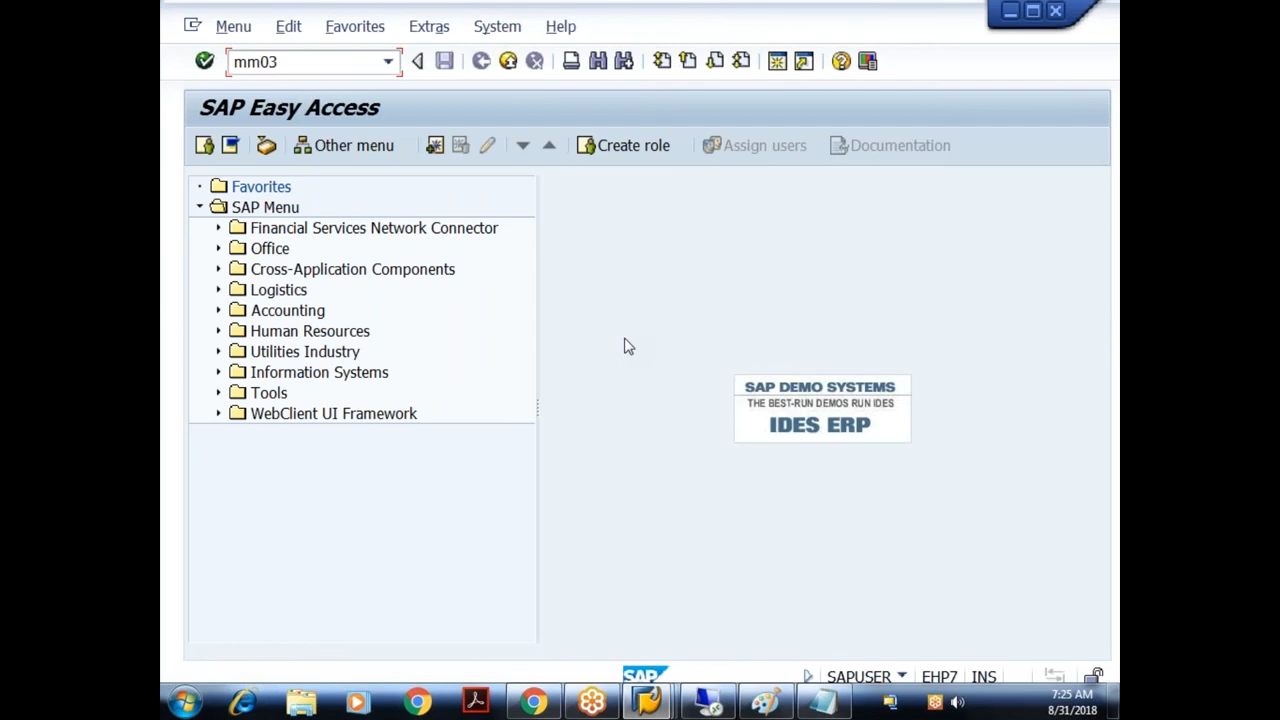 Menu Edit Favorites Extras System Help
mm03
SAP Easy Access
Other menu Create role Assign users Documentation
Favorites
SAP Menu
Financial Services Network Connector
Office
Cross-Application Components
Logistics
Accounting
Human Resources
Utilities Industry
Information Systems
Tools
WebClient UI Framework
SAP DEMO SYSTEMS
THE BEST-RUN DEMOS RUN IDES
IDES ERP
SAP SAPUSER EHP7 INS
7:25 AM
8/31/2018